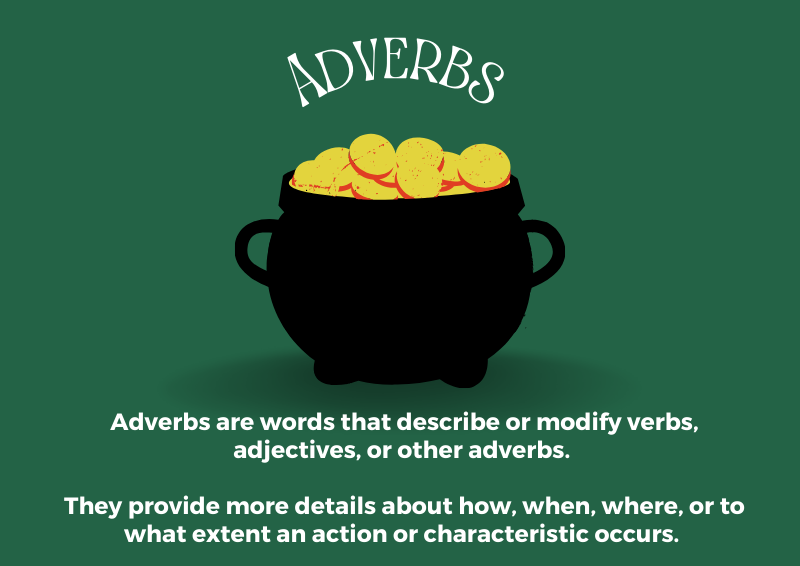 ADVERBS
Adverbs are words that describe or modify verbs,
adjectives, or other adverbs.
They provide more details about how, when, where, or to
what extent an action or characteristic occurs.